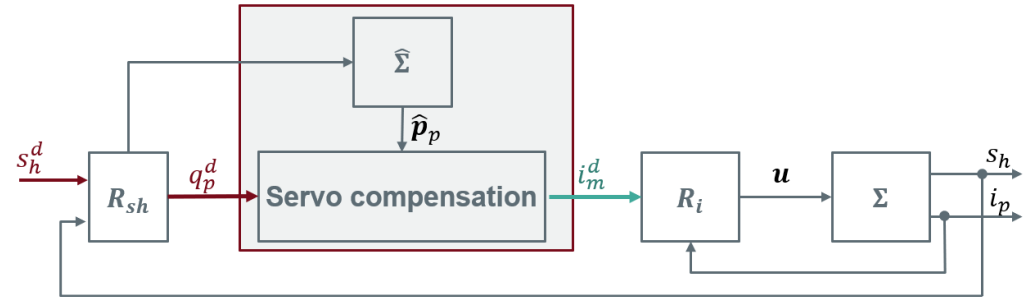 Σ̂
p̂_p
s_h^d
R_sh
q_p^d
Servo compensation
i_m^d
R_i
u
Σ
s_h
i_p